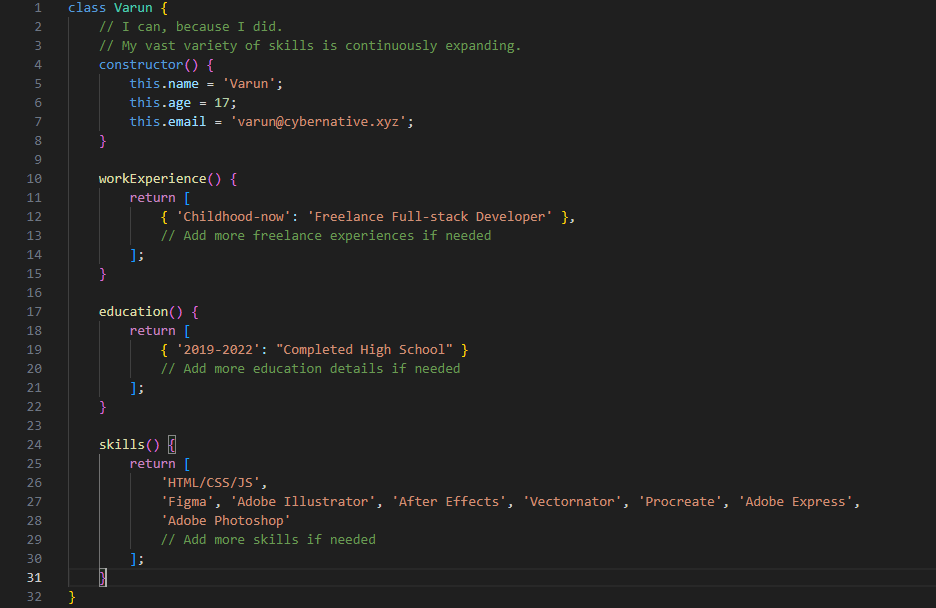 1 class Varun {
2 // I can, because I did.
3 // My vast variety of skills is continuously expanding.
4 constructor() {
5 this.name = 'Varun';
6 this.age = 17;
7 this.email = 'varun@cybernative.xyz';
8 }
9
10 workExperience() {
11 return [
12 { 'Childhood-now': 'Freelance Full-stack Developer' },
13 // Add more freelance experiences if needed
14 ];
15 }
16
17 education() {
18 return [
19 { '2019-2022': "Completed High School" }
20 // Add more education details if needed
21 ];
22 }
23
24 skills() {
25 return [
26 'HTML/CSS/JS',
27 'Figma', 'Adobe Illustrator', 'After Effects', 'Vectornator', 'Procreate', 'Adobe Express',
28 'Adobe Photoshop'
29 // Add more skills if needed
30 ];
31 }
32 }